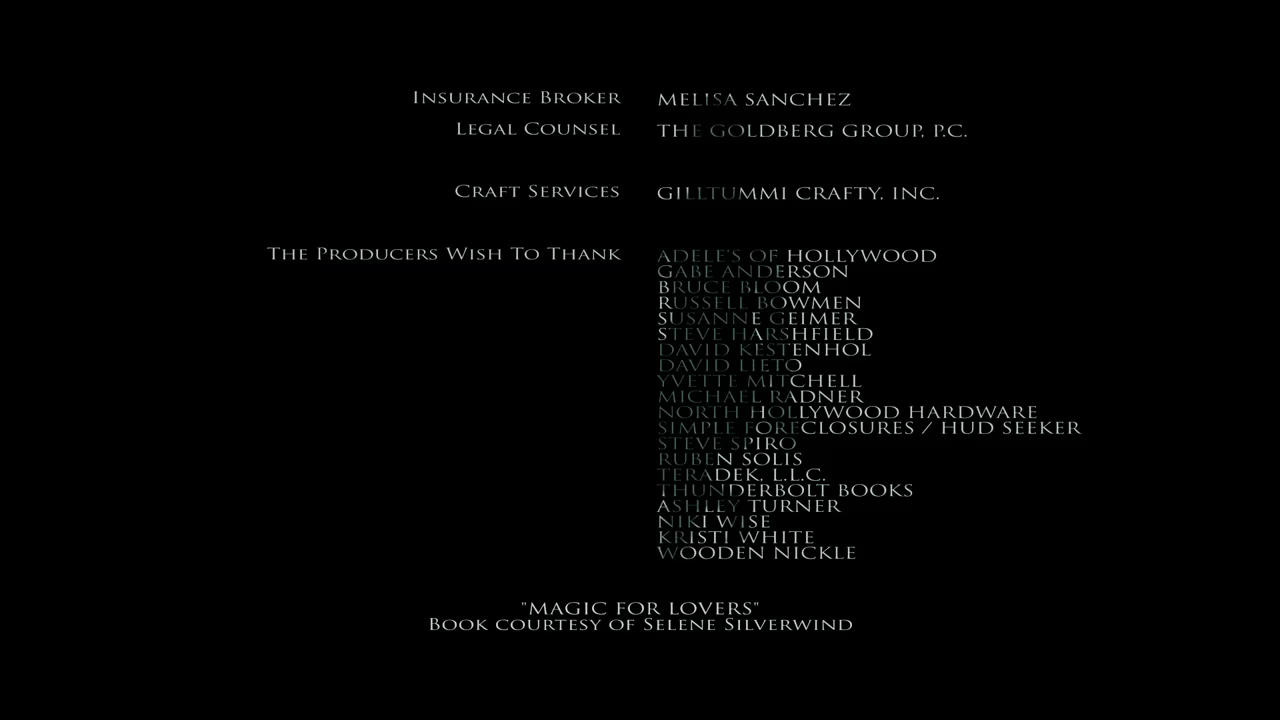 Insurance Broker MELISA SANCHEZ
Legal Counsel THE GOLDBERG GROUP, P.C.
Craft Services GILLTUMMI CRAFTY, INC.
The Producers Wish To Thank ADELE'S OF HOLLYWOOD
GABE ANDERSON
BRUCE BLOOM
RUSSELL BOWMEN
SUSANNE GEIMER
STEVE HARSHFIELD
DAVID KESTENHOL
DAVID LIETO
YVETTE MITCHELL
MICHAEL RADNER
NORTH HOLLYWOOD HARDWARE
SIMPLE FORECLOSURES / HUD SEEKER
STEVE SPIRO
RUBEN SOLIS
TERADEK, L.L.C.
THUNDERBOLT BOOKS
ASHLEY TURNER
NIKI WISE
KRISTI WHITE
WOODEN NICKLE
"MAGIC FOR LOVERS"
Book courtesy of Selene Silverwind